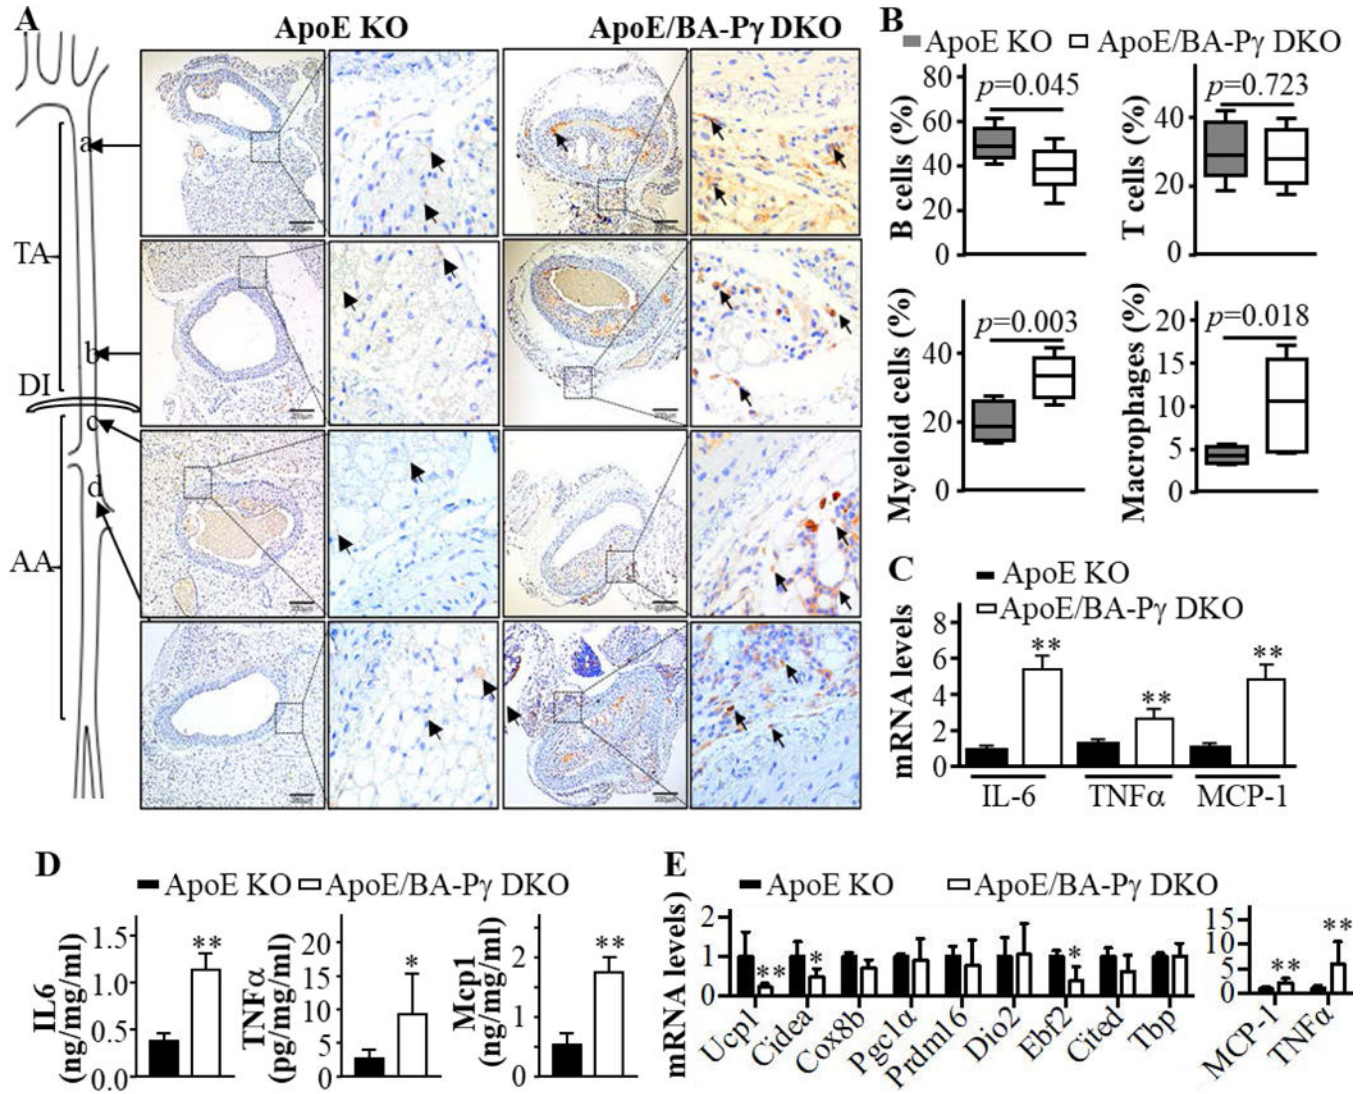 A
ApoE KO
ApoE/BA-Pγ DKO
a
TA
b
DI
c
d
AA
200μm
200μm
200μm
200μm
B
ApoE KO ApoE/BA-Pγ DKO
80
60
40
20
0
B cells (%)
p=0.045
40
20
0
T cells (%)
p=0.723
40
20
0
Myeloid cells (%)
p=0.003
20
15
10
5
0
Macrophages (%)
p=0.018
C
ApoE KO
ApoE/BA-Pγ DKO
mRNA levels
8
6
4
2
0
** ** **
IL-6 TNFα MCP-1
D
ApoE KO ApoE/BA-Pγ DKO
IL6
(ng/mg/ml)
1.5
1.0
0.5
0.0
**
TNFα
(pg/mg/ml)
20
15
10
5
0
*
Mcp1
(ng/mg/ml)
2
1
0
**
E
ApoE KO ApoE/BA-Pγ DKO
mRNA levels)
2
1
0
** * *
Ucp1 Cidea Cox8b Pgc1α Prdm16 Dio2 Ebf2 Cited Tbp
15
10
5
0
** **
MCP-1 TNFα